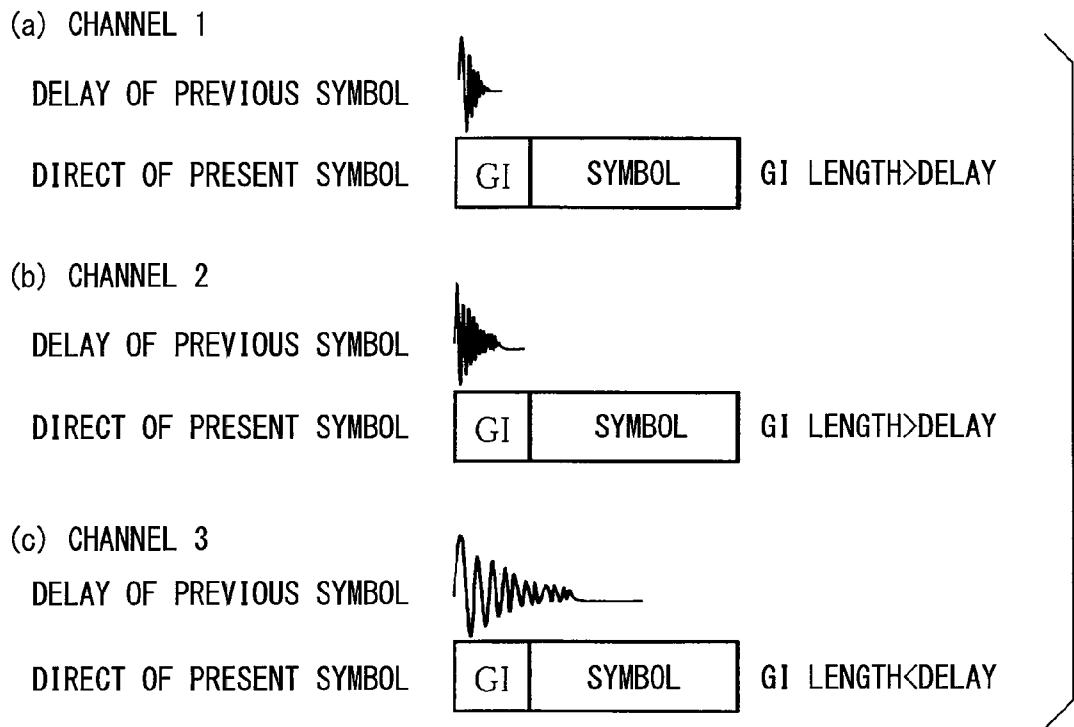 (a) CHANNEL 1
DELAY OF PREVIOUS SYMBOL
DIRECT OF PRESENT SYMBOL GI SYMBOL GI LENGTH>DELAY
(b) CHANNEL 2
DELAY OF PREVIOUS SYMBOL
DIRECT OF PRESENT SYMBOL GI SYMBOL GI LENGTH>DELAY
(c) CHANNEL 3
DELAY OF PREVIOUS SYMBOL
DIRECT OF PRESENT SYMBOL GI SYMBOL GI LENGTH<DELAY